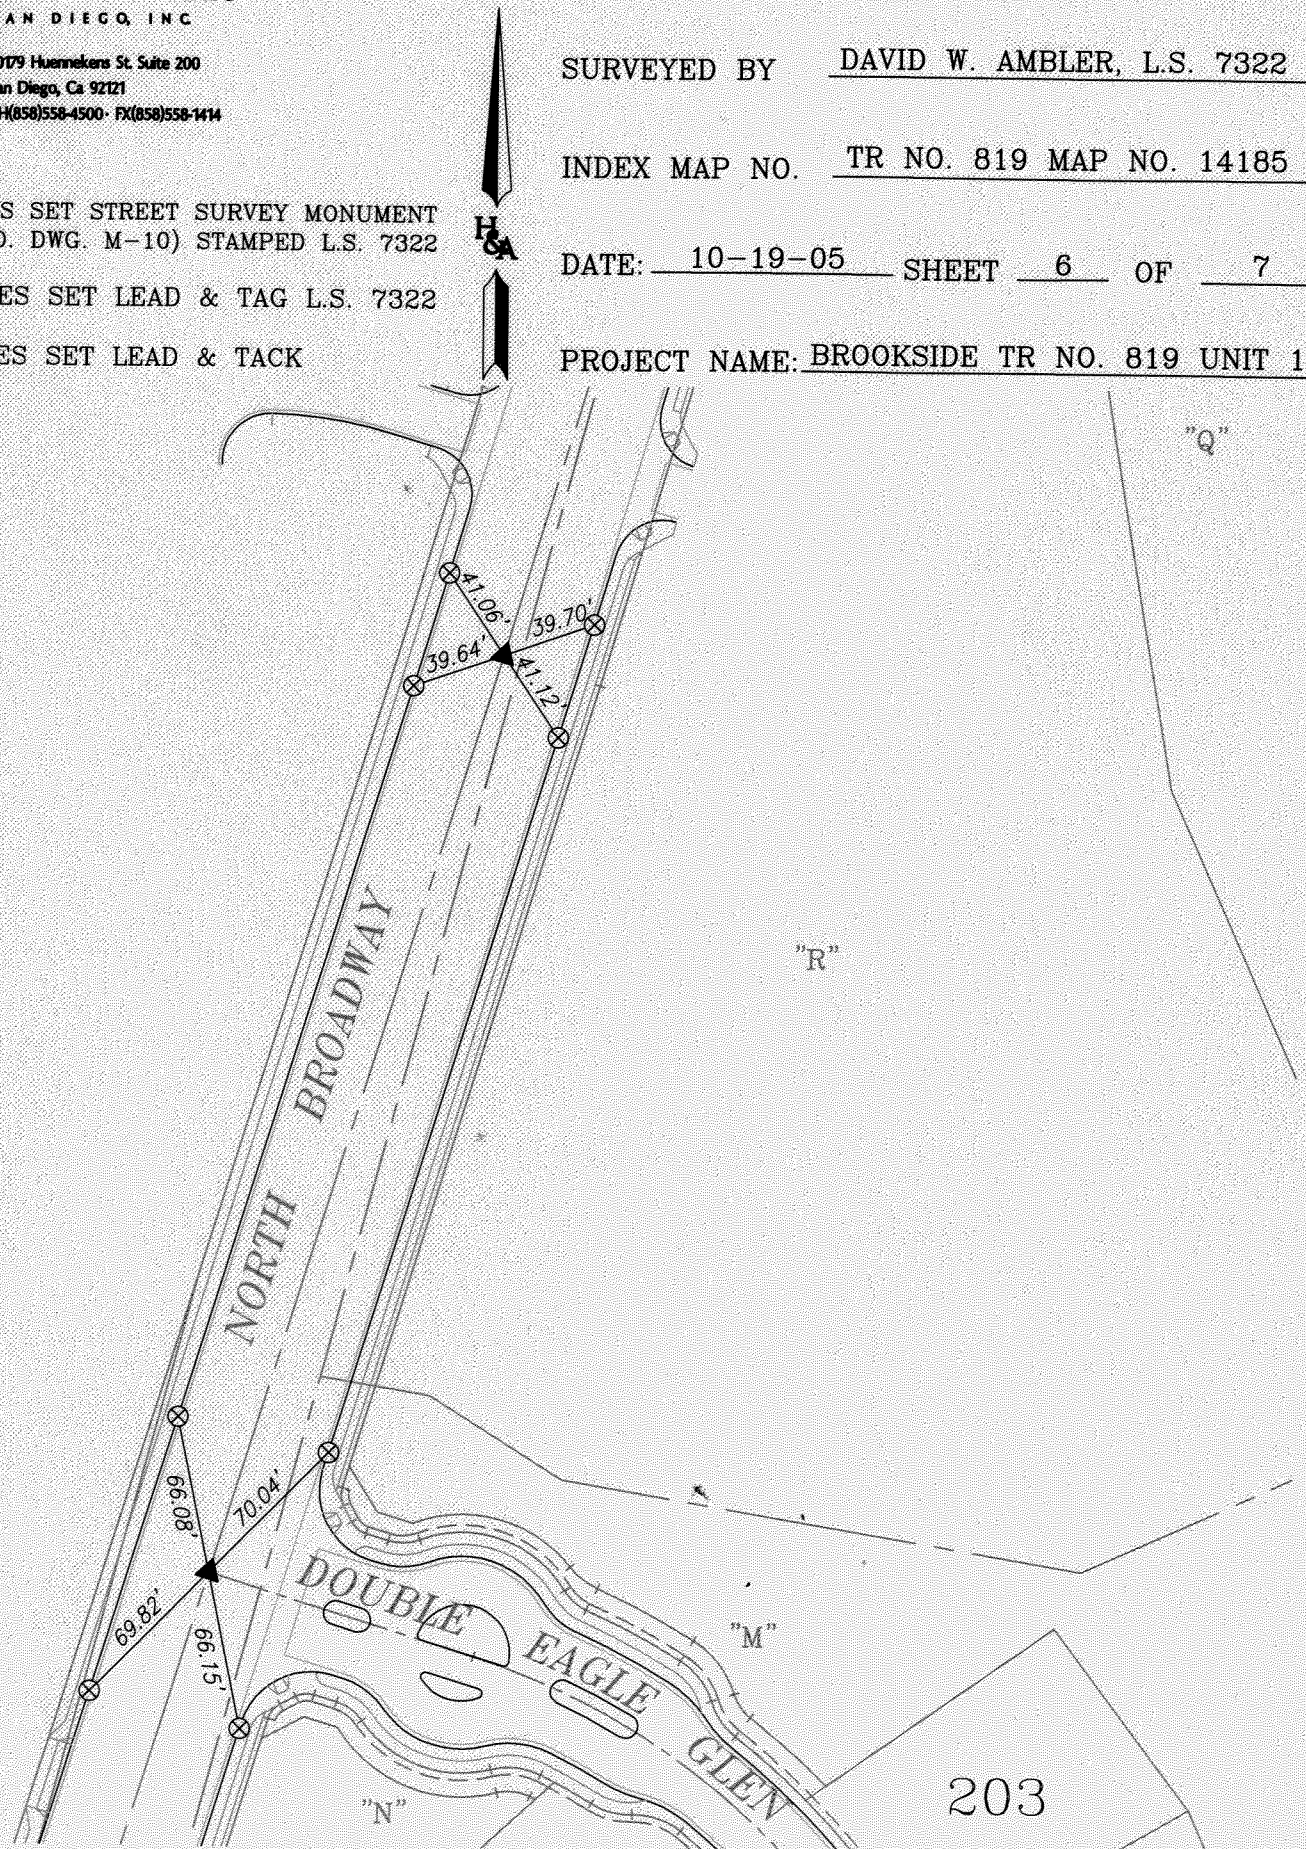 AN DIEGO, INC.
0179 Huennekens St. Suite 200
an Diego, Ca 92121
H(858)558-4500 · FX(858)558-1414
S SET STREET SURVEY MONUMENT
D. DWG. M-10) STAMPED L.S. 7322
ES SET LEAD & TAG L.S. 7322
ES SET LEAD & TACK
H&A
SURVEYED BY DAVID W. AMBLER, L.S. 7322
INDEX MAP NO. TR NO. 819 MAP NO. 14185
DATE: 10-19-05 SHEET 6 OF 7
PROJECT NAME: BROOKSIDE TR NO. 819 UNIT 1
"Q"
41.06'
39.70'
39.64'
41.12'
"R"
NORTH BROADWAY
66.08'
70.04'
69.82'
66.15'
DOUBLE EAGLE GLEN
"M"
"N"
203